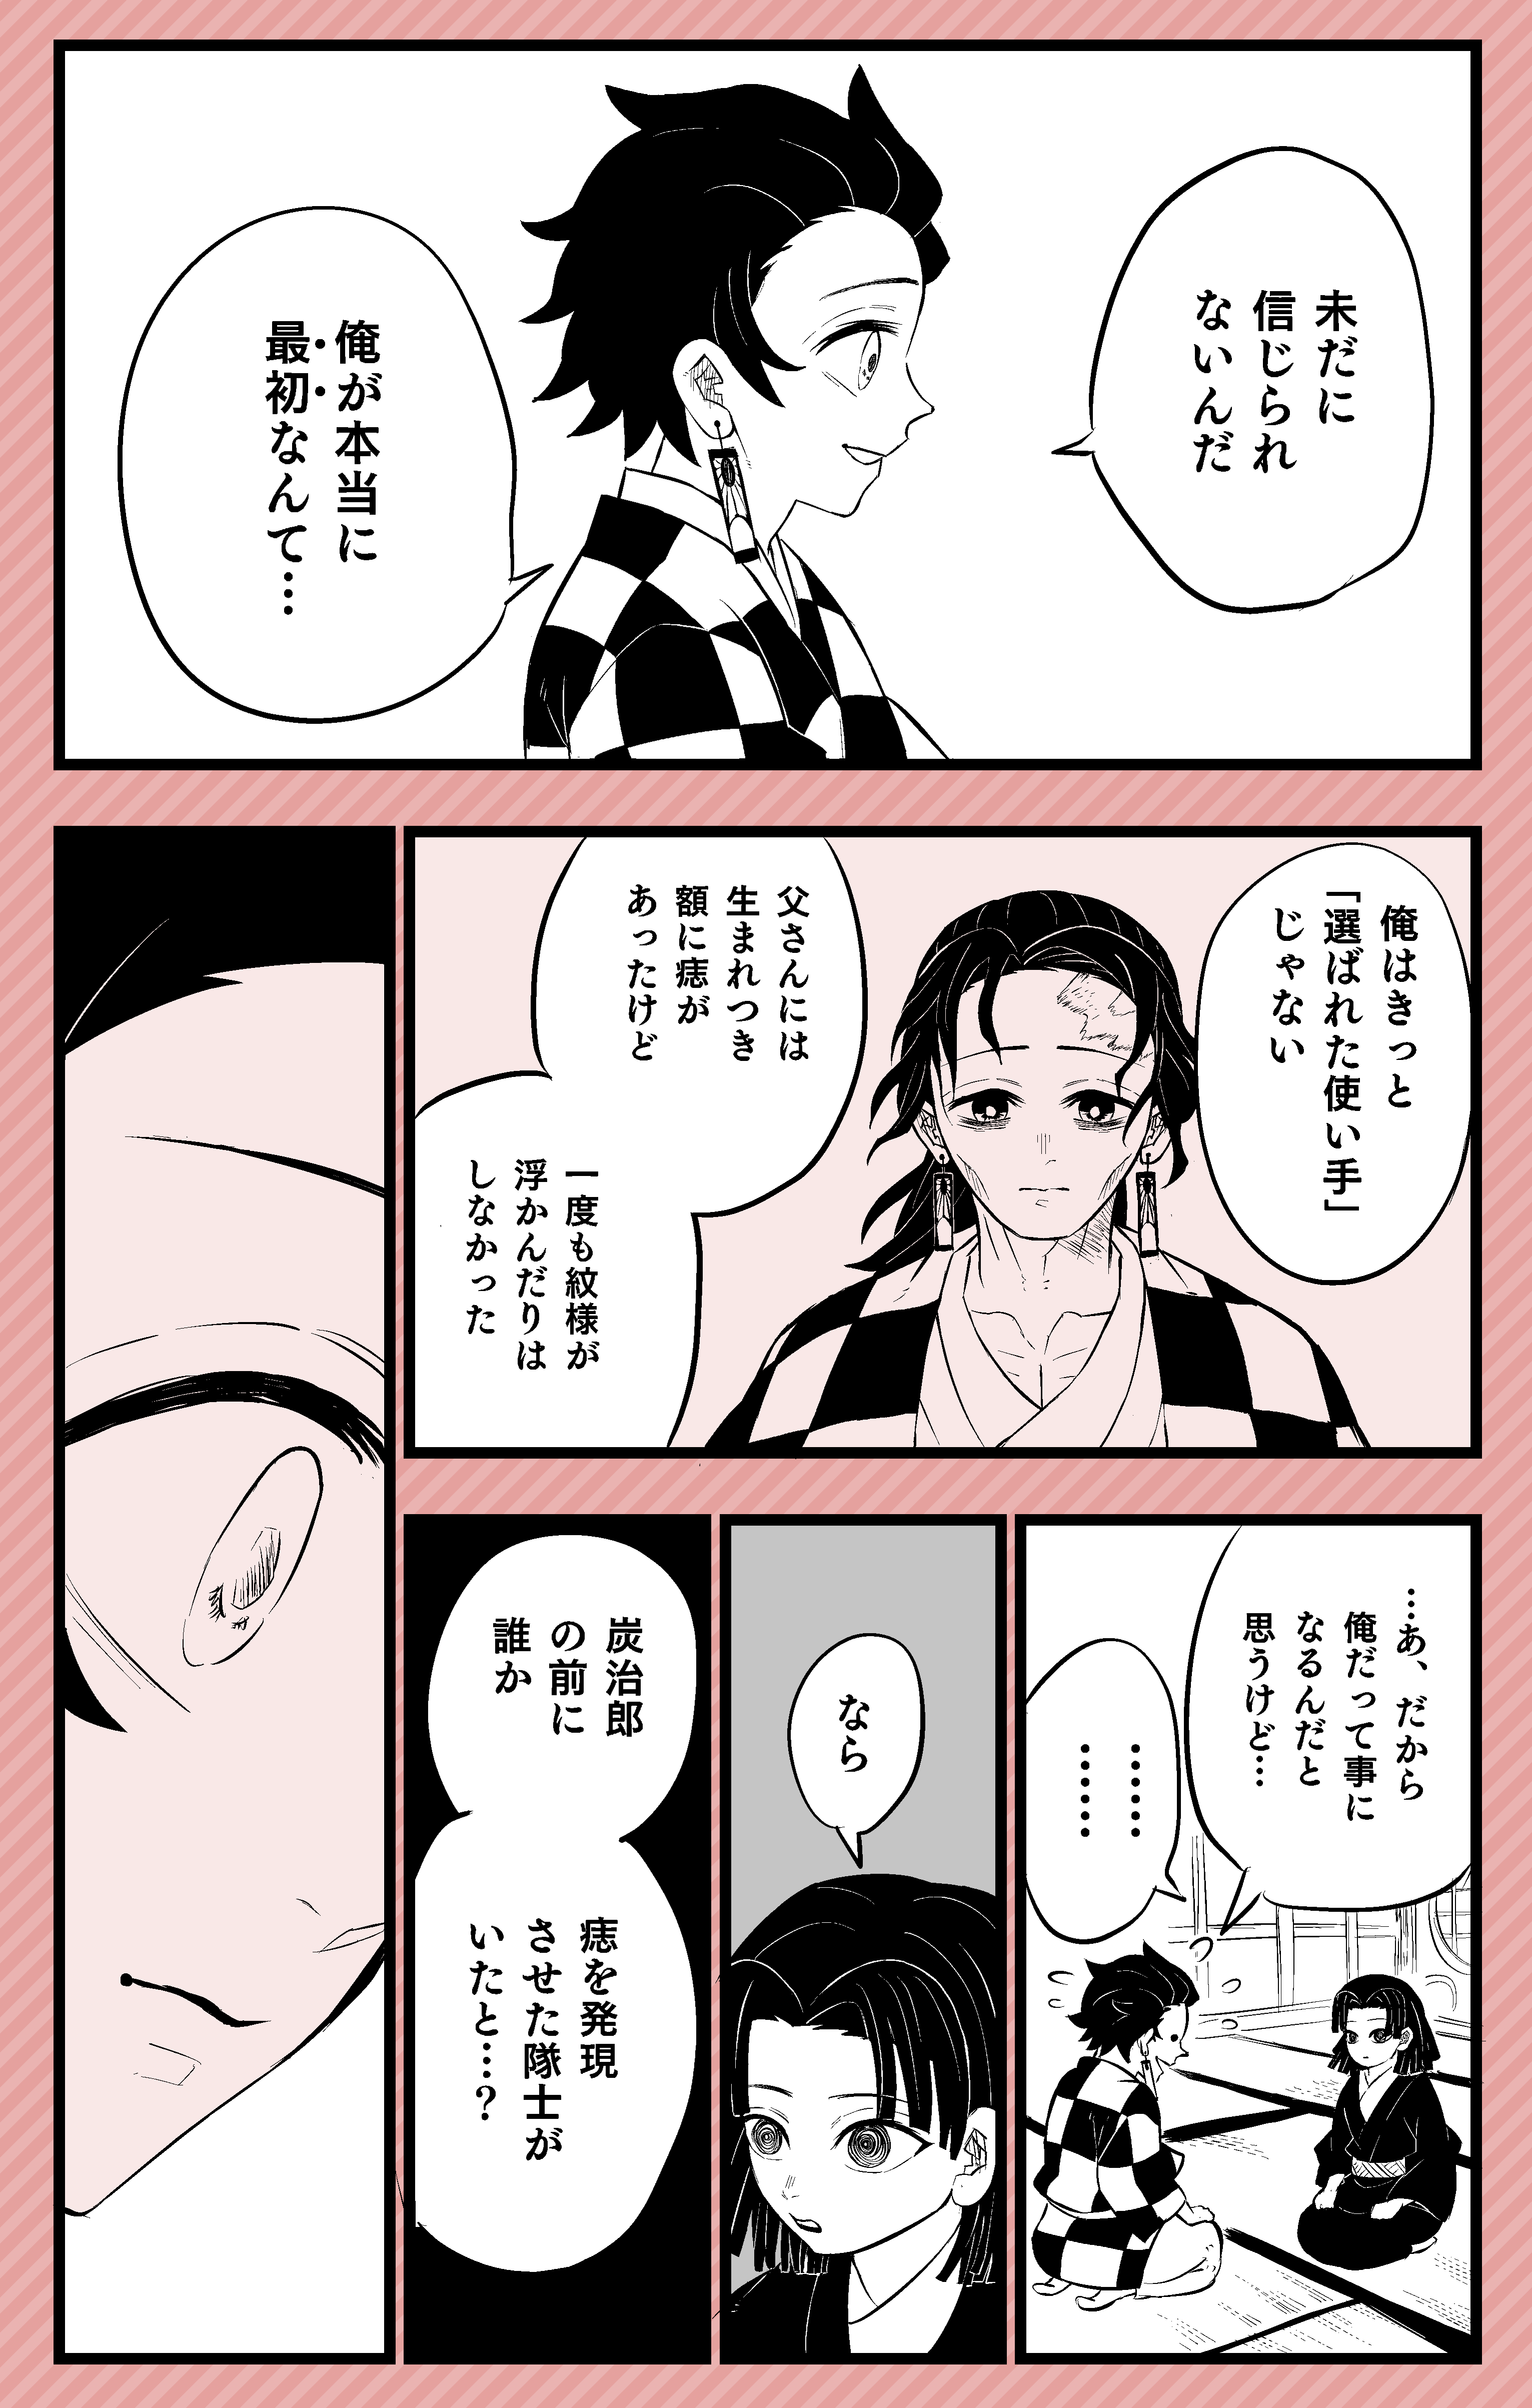 未だに
信じられ
ないんだ
俺が本当に
最初なんて…
俺はきっと
「選ばれた使い手」
じゃない
父さんには
生まれつき
額に痣が
あったけど
一度も紋様が
浮かんだりは
しなかった
…あ、だから
俺だって事に
なるんだと
思うけど…
………
………
なら
炭治郎
の前に
誰か
痣を発現
させた隊士が
いたと…？